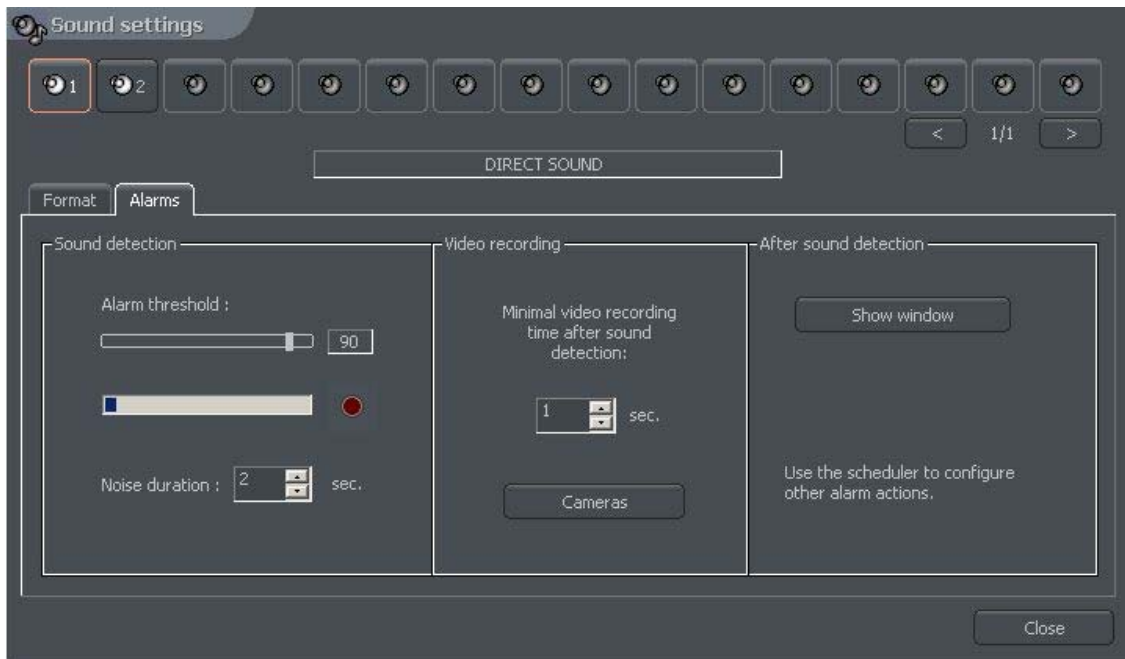 Sound settings
1
2
< 1/1 >
DIRECT SOUND
Format
Alarms
Sound detection
Alarm threshold :
90
Noise duration : 2 sec.
Video recording
Minimal video recording
time after sound
detection:
1 sec.
Cameras
After sound detection
Show window
Use the scheduler to configure
other alarm actions.
Close